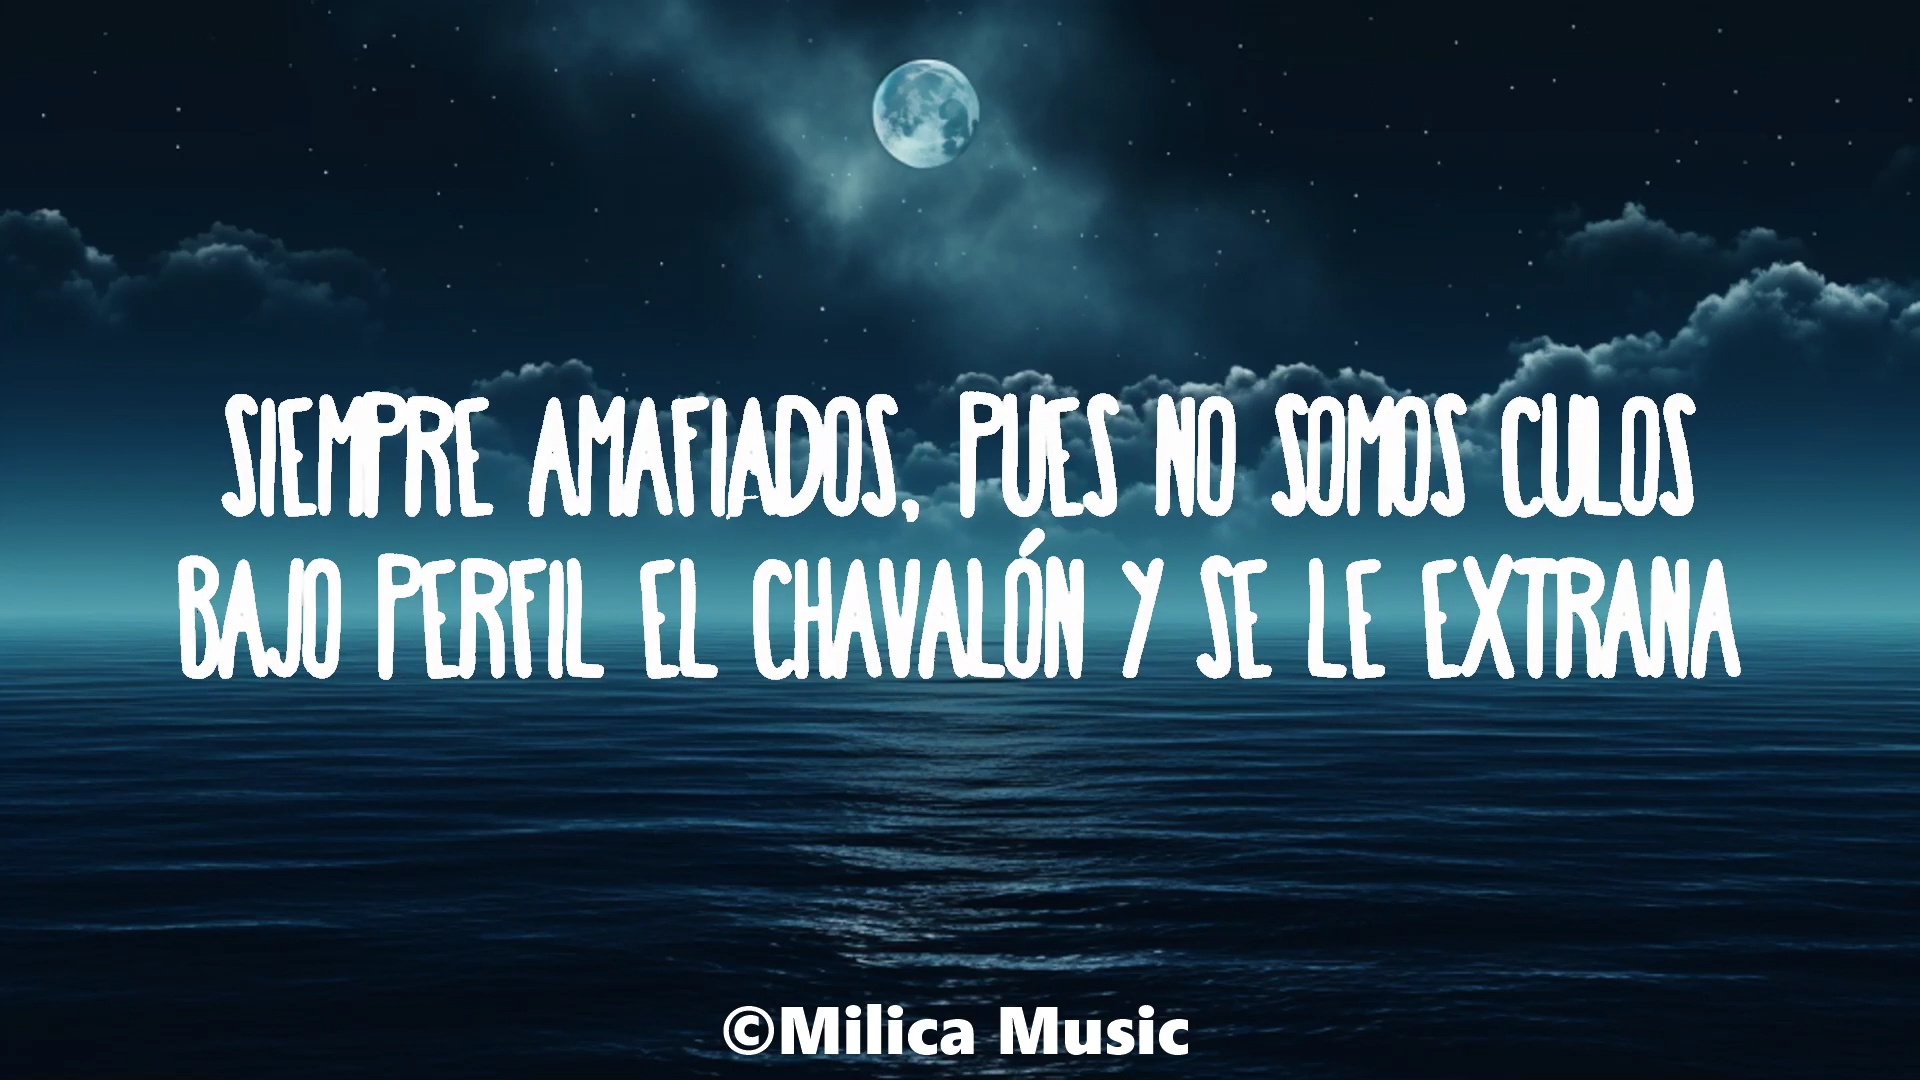 SIEMPRE AMAFIADOS, PUES NO SOMOS CULOS
BAJO PERFIL EL CHAVALÓN Y SE LE EXTRANA
©Milica Music